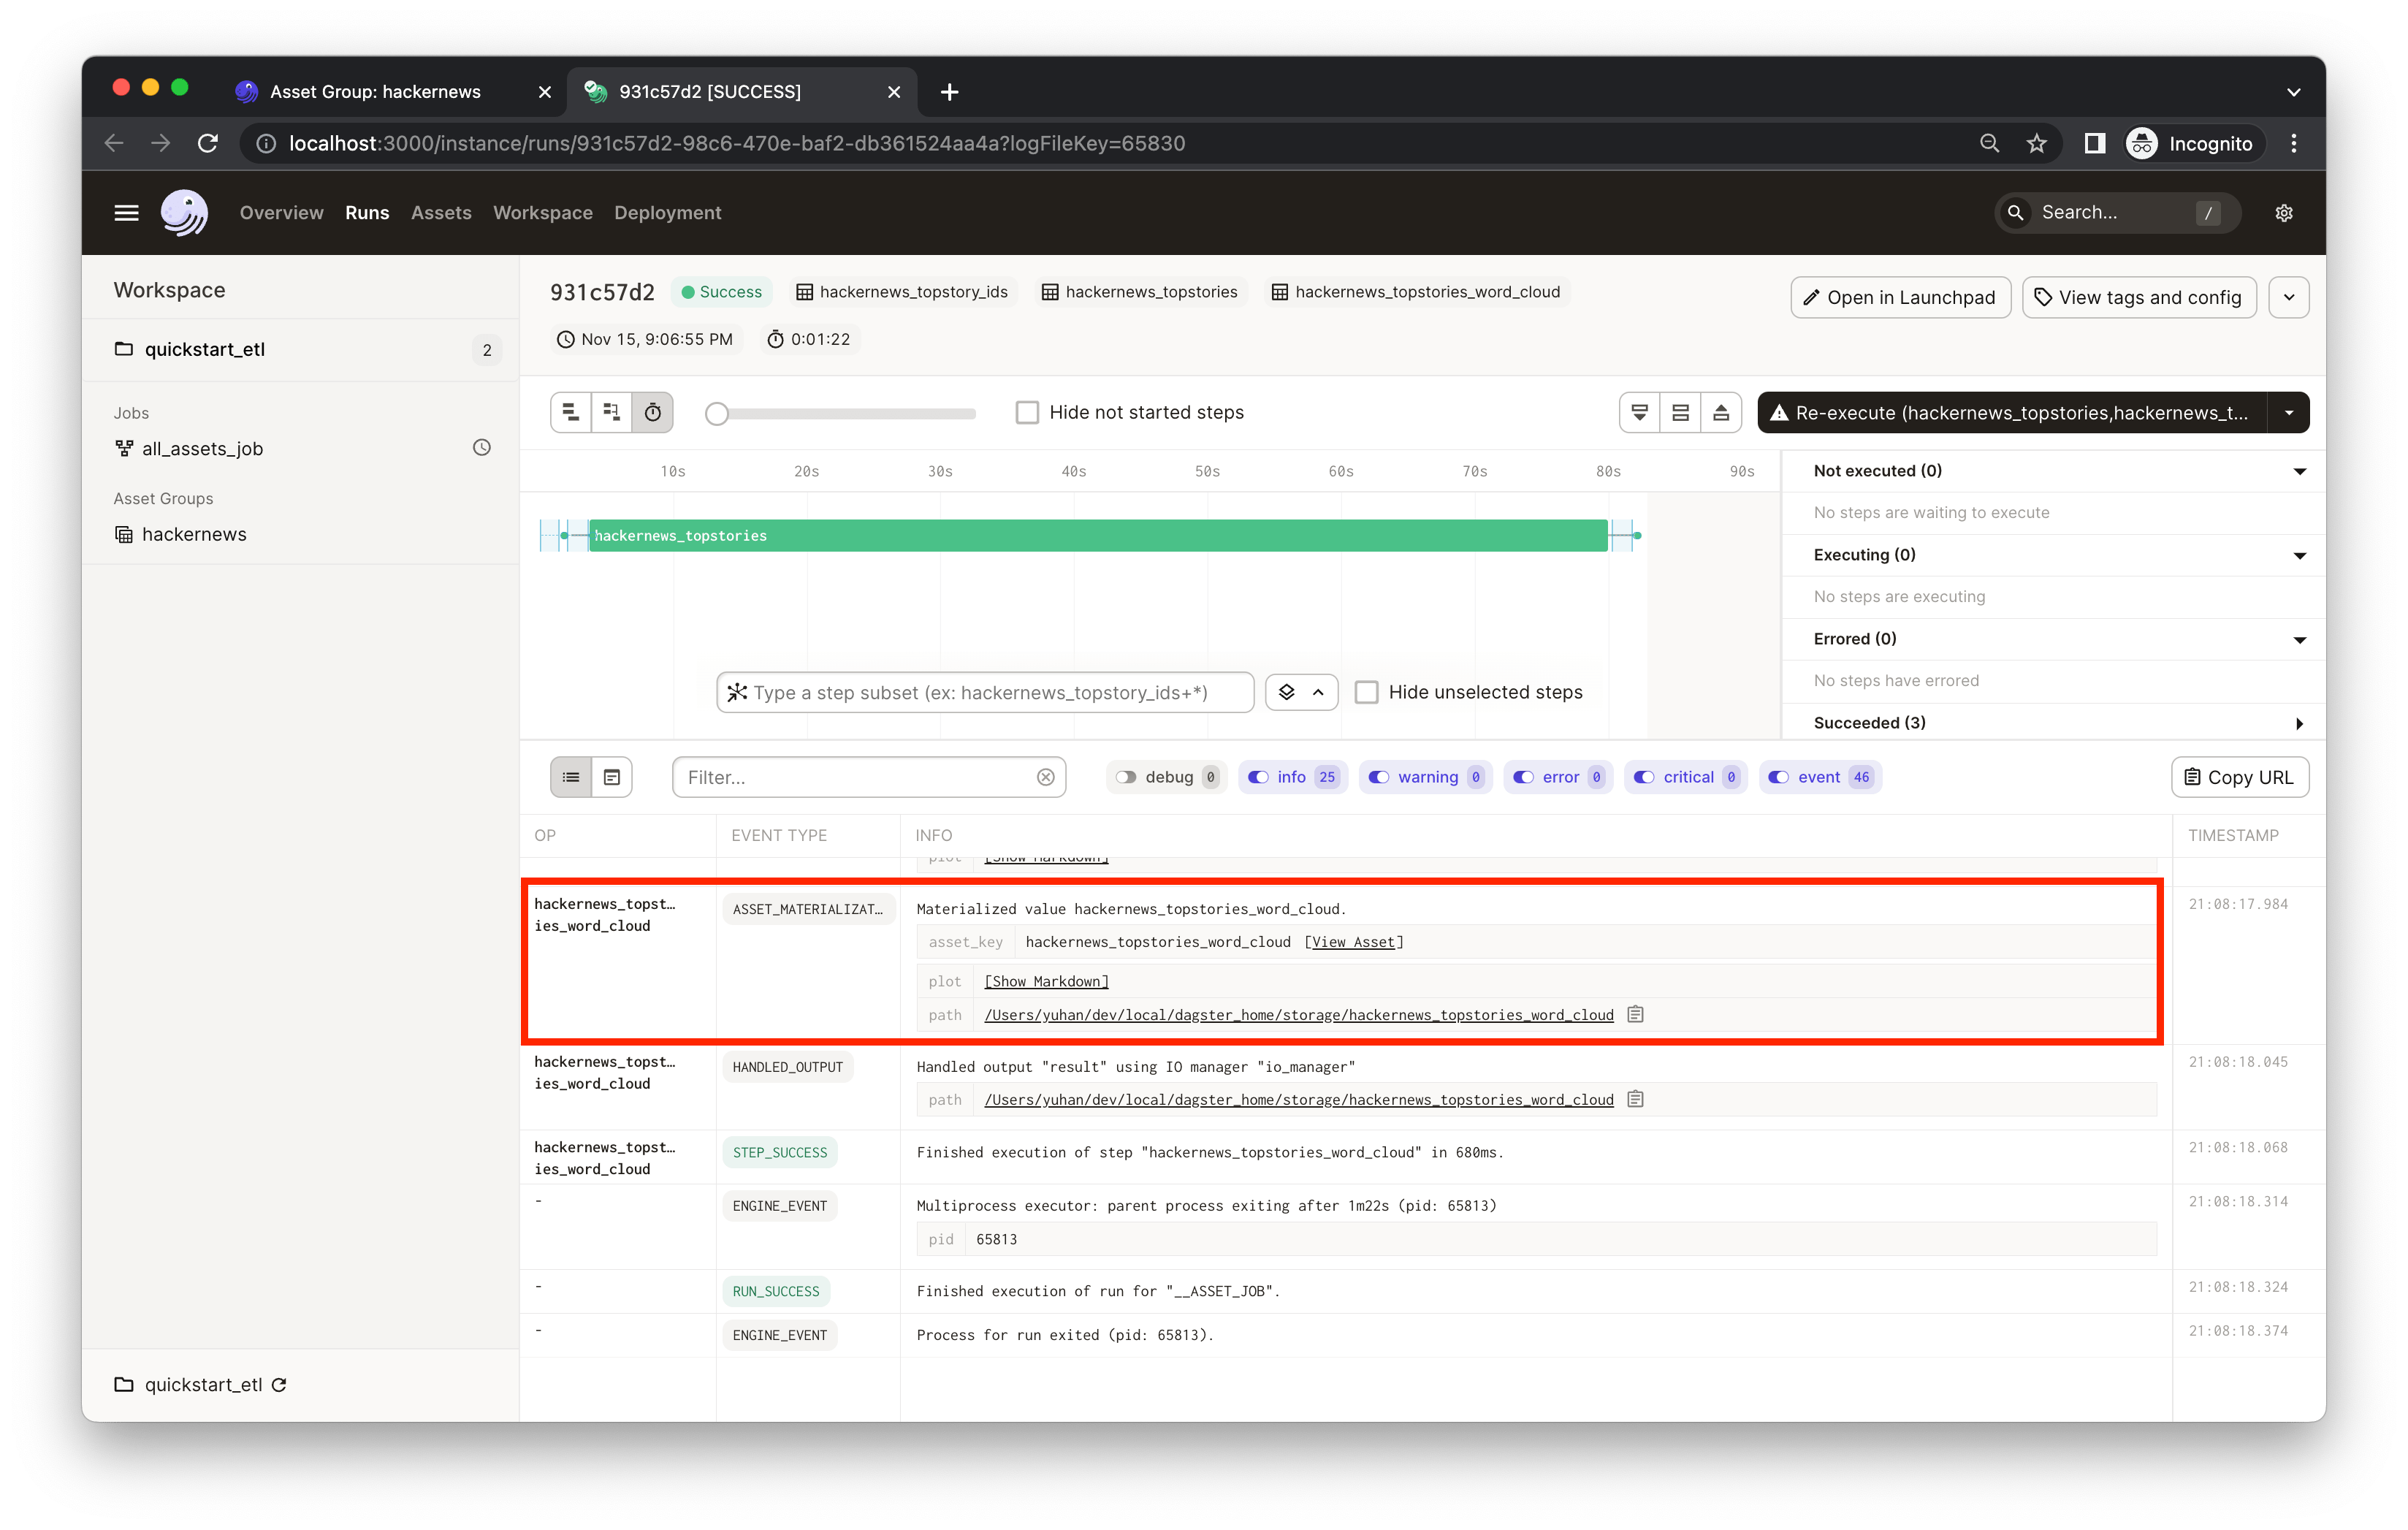 Asset Group: hackernews
931c57d2 [SUCCESS]
localhost:3000/instance/runs/931c57d2-98c6-470e-baf2-db361524aa4a?logFileKey=65830
Incognito
Overview Runs Assets Workspace Deployment
Search... /
Workspace
quickstart_etl 2
Jobs
all_assets_job
Asset Groups
hackernews
quickstart_etl
931c57d2 Success hackernews_topstory_ids hackernews_topstories hackernews_topstories_word_cloud
Open in Launchpad View tags and config
Nov 15, 9:06:55 PM 0:01:22
Hide not started steps
Re-execute (hackernews_topstories,hackernews_t...
10s 20s 30s 40s 50s 60s 70s 80s 90s
hackernews_topstories
Type a step subset (ex: hackernews_topstory_ids+*)
Hide unselected steps
Not executed (0)
No steps are waiting to execute
Executing (0)
No steps are executing
Errored (0)
No steps have errored
Succeeded (3)
Filter...
debug 0 info 25 warning 0 error 0 critical 0 event 46
Copy URL
OP EVENT TYPE INFO TIMESTAMP
plot [Show Markdown]
hackernews_topst…
ies_word_cloud
ASSET_MATERIALIZAT…
Materialized value hackernews_topstories_word_cloud.
21:08:17.984
asset_key hackernews_topstories_word_cloud [View Asset]
plot [Show Markdown]
path /Users/yuhan/dev/local/dagster_home/storage/hackernews_topstories_word_cloud
hackernews_topst…
ies_word_cloud
HANDLED_OUTPUT
Handled output "result" using IO manager "io_manager"
21:08:18.045
path /Users/yuhan/dev/local/dagster_home/storage/hackernews_topstories_word_cloud
hackernews_topst…
ies_word_cloud
STEP_SUCCESS
Finished execution of step "hackernews_topstories_word_cloud" in 680ms.
21:08:18.068
- ENGINE_EVENT Multiprocess executor: parent process exiting after 1m22s (pid: 65813) 21:08:18.314
pid 65813
- RUN_SUCCESS Finished execution of run for "__ASSET_JOB". 21:08:18.324
- ENGINE_EVENT Process for run exited (pid: 65813). 21:08:18.374